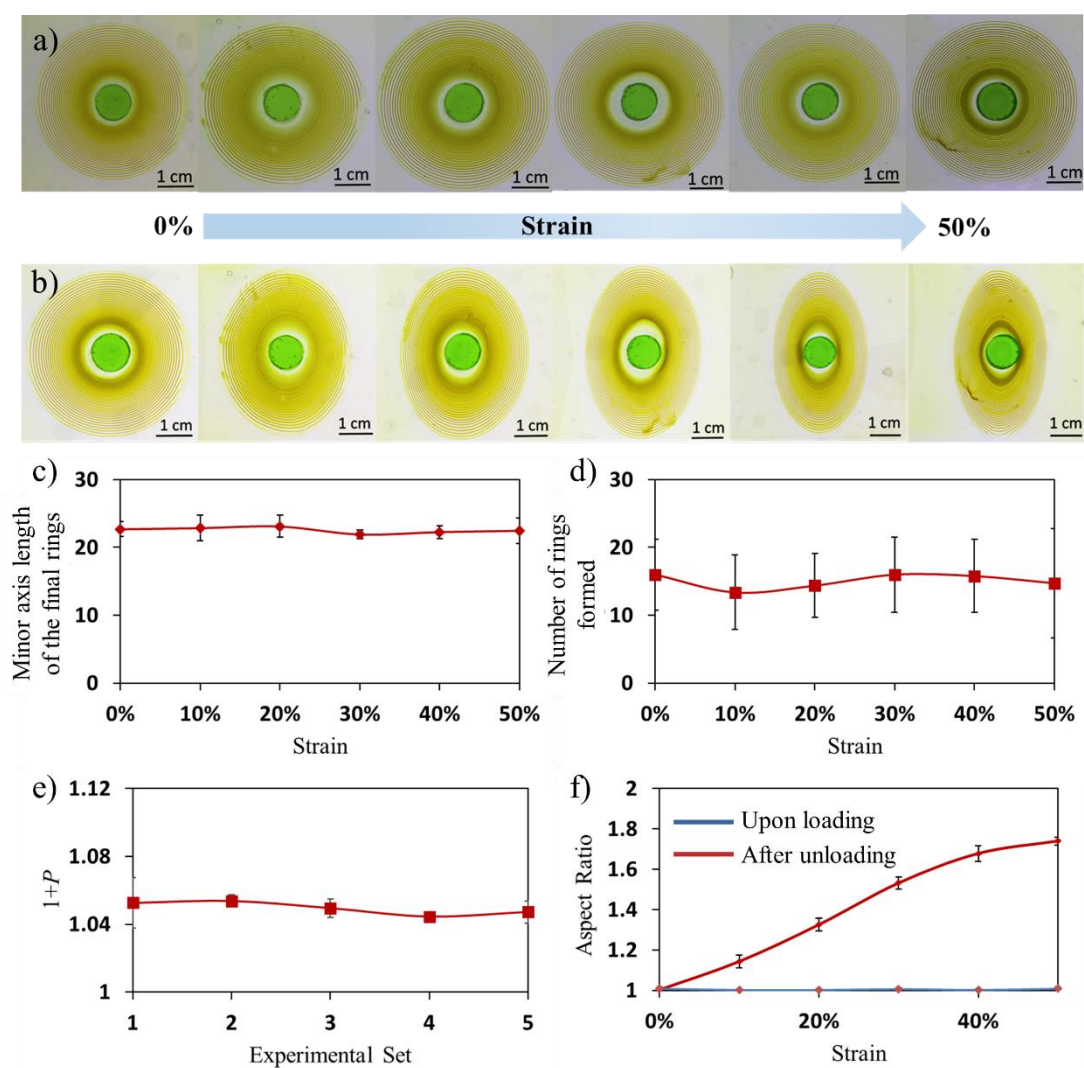 a)
1 cm 1 cm 1 cm 1 cm 1 cm 1 cm
0% Strain 50%
b)
1 cm 1 cm 1 cm 1 cm 1 cm 1 cm
c)
Minor axis length
of the final rings
30
20
10
0
0% 10% 20% 30% 40% 50%
Strain
d)
Number of rings
formed
30
20
10
0
0% 10% 20% 30% 40% 50%
Strain
e)
1+P
1.12
1.08
1.04
1
1 2 3 4 5
Experimental Set
f)
Aspect Ratio
2
1.8
1.6
1.4
1.2
1
Upon loading
After unloading
0% 20% 40%
Strain